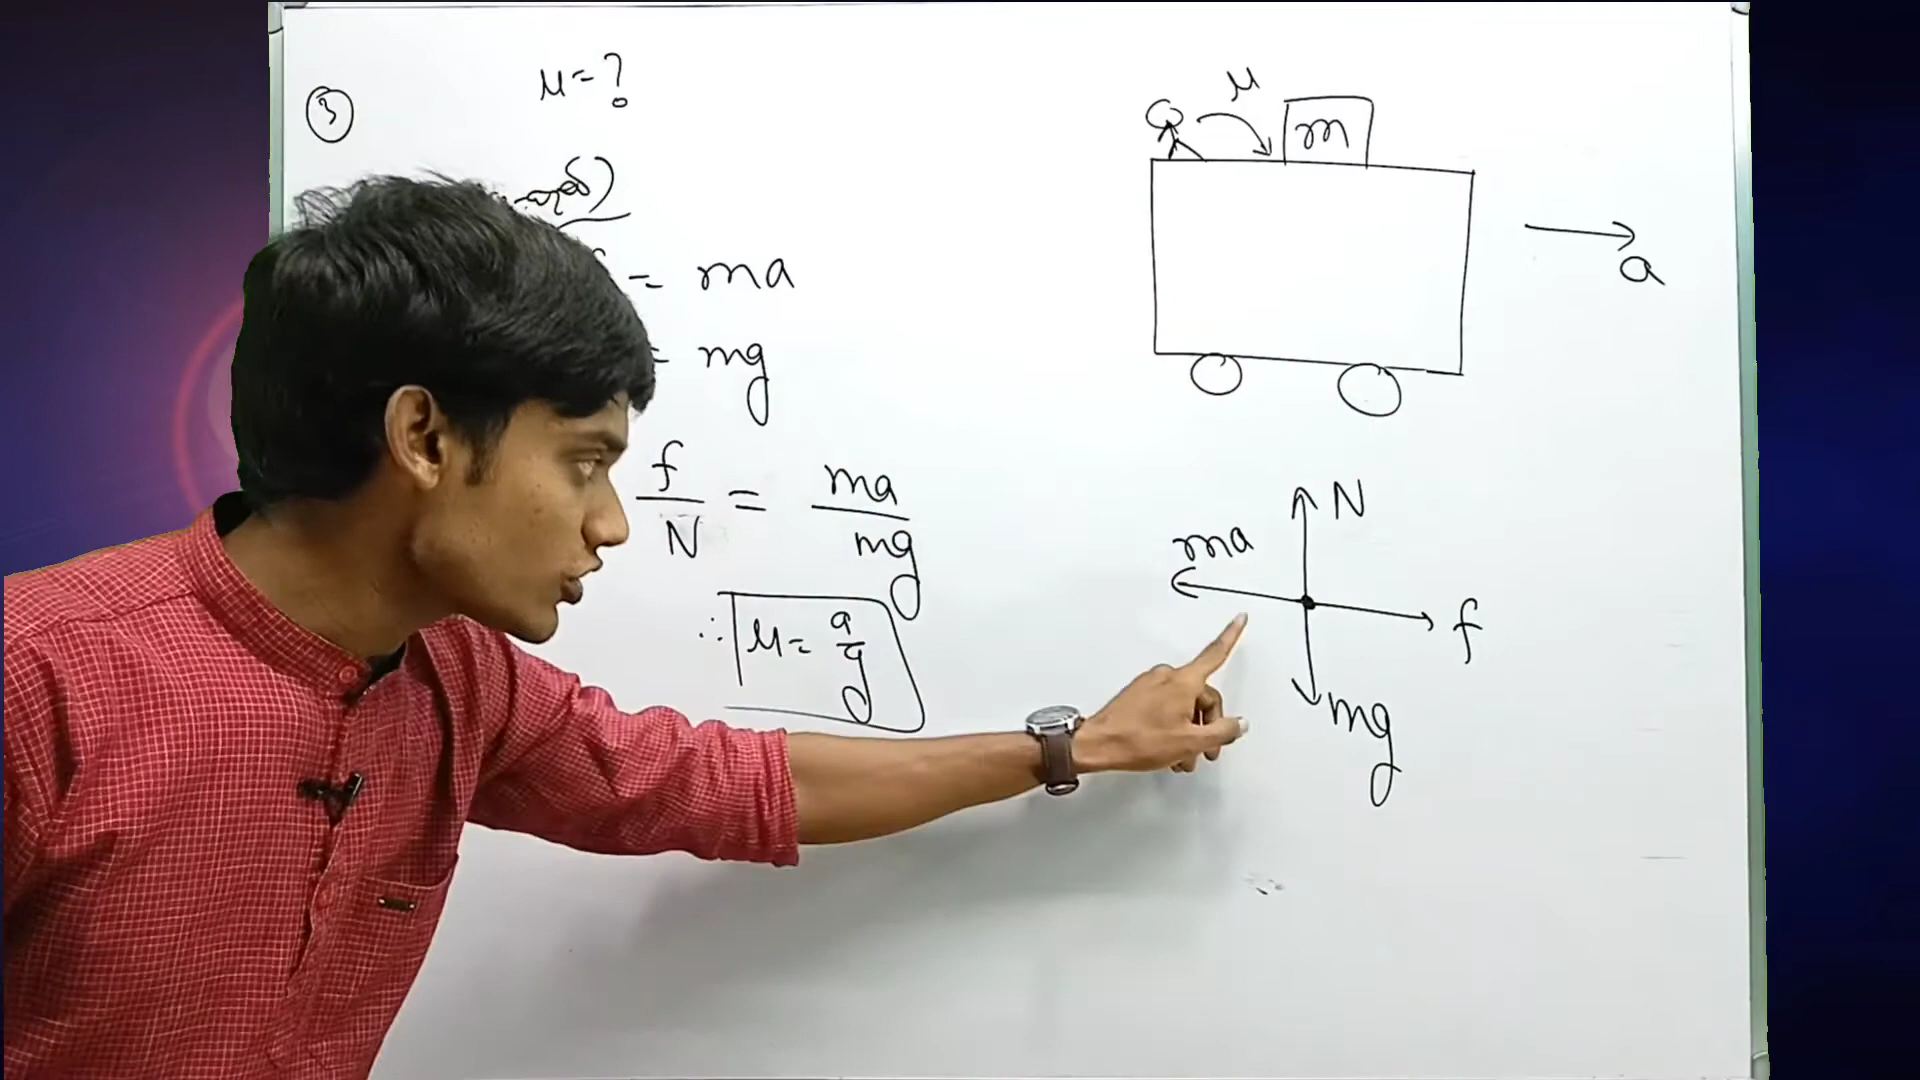 3
μ = ?
= ma
= mg
f/N = ma/mg
∴ μ = a/g
μ
m
a
N
ma
f
mg